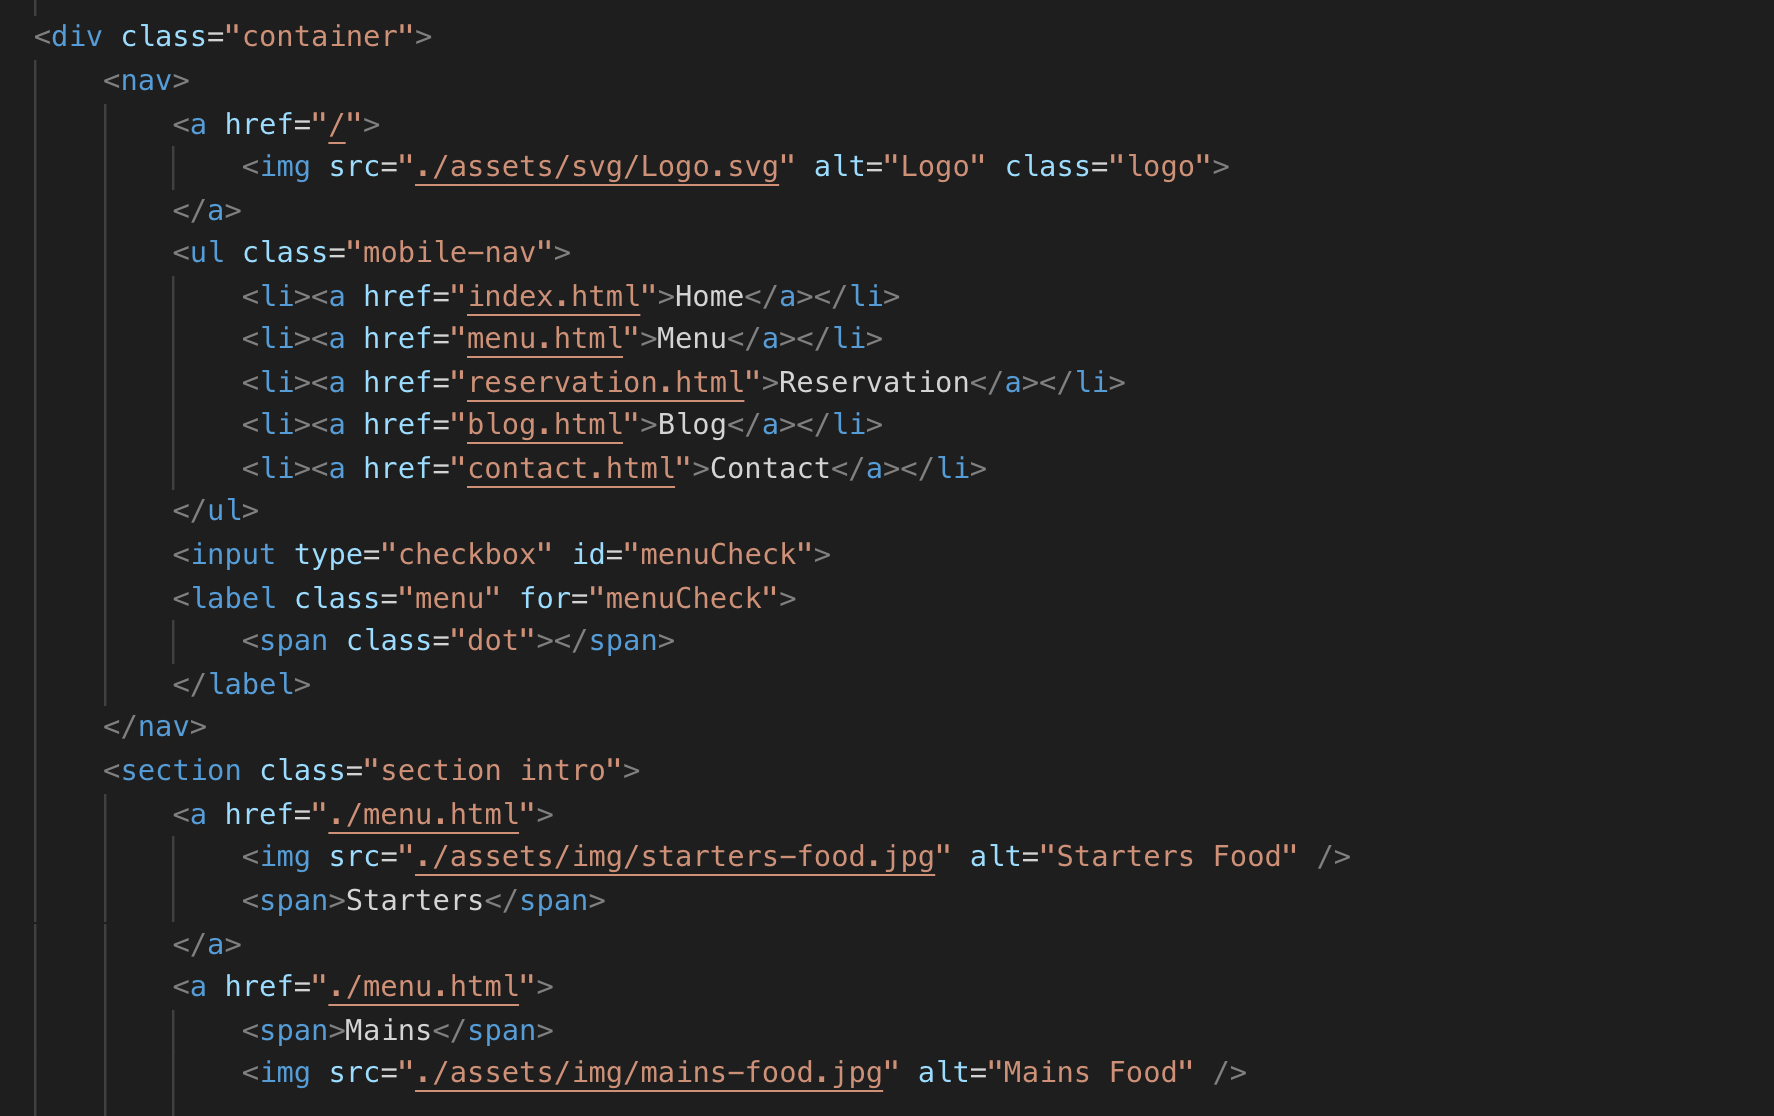 <div class="container">
<nav>
<a href="/">
<img src="./assets/svg/Logo.svg" alt="Logo" class="logo">
</a>
<ul class="mobile-nav">
<li><a href="index.html">Home</a></li>
<li><a href="menu.html">Menu</a></li>
<li><a href="reservation.html">Reservation</a></li>
<li><a href="blog.html">Blog</a></li>
<li><a href="contact.html">Contact</a></li>
</ul>
<input type="checkbox" id="menuCheck">
<label class="menu" for="menuCheck">
<span class="dot"></span>
</label>
</nav>
<section class="section intro">
<a href="./menu.html">
<img src="./assets/img/starters-food.jpg" alt="Starters Food" />
<span>Starters</span>
</a>
<a href="./menu.html">
<span>Mains</span>
<img src="./assets/img/mains-food.jpg" alt="Mains Food" />